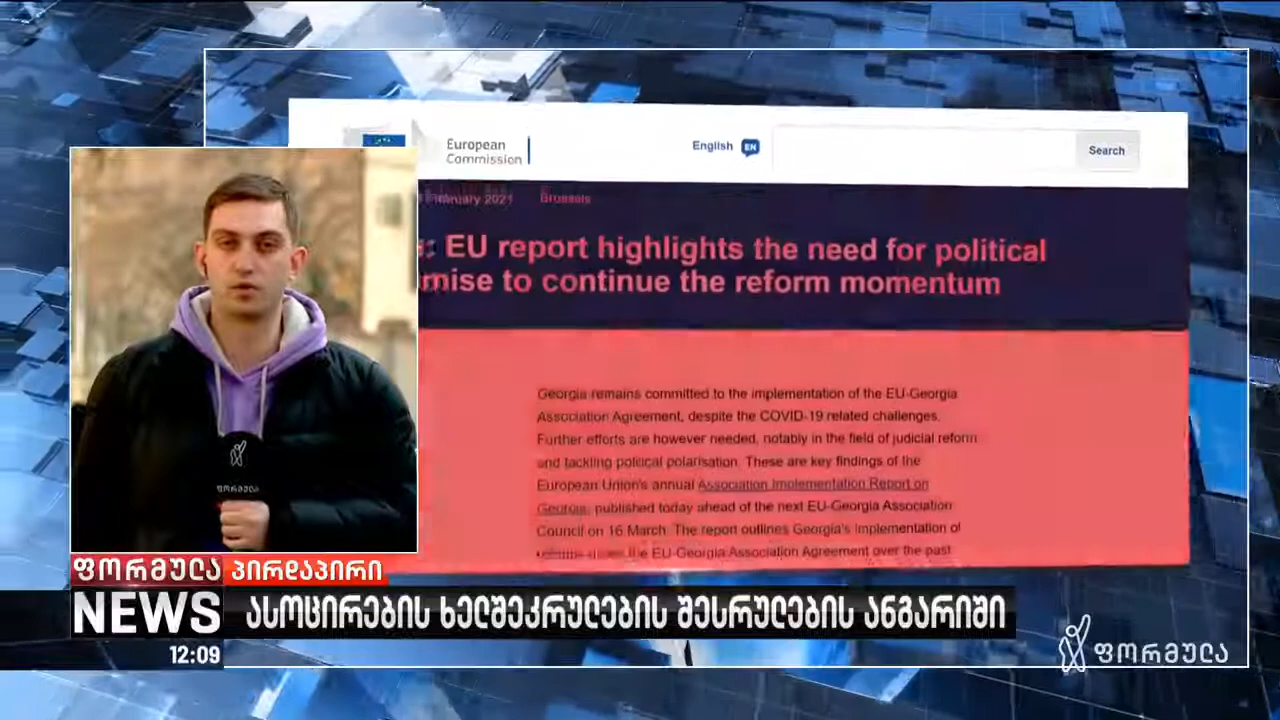 European
Commission
English EN
Search
February 2021 Brussels
: EU report highlights the need for political
mise to continue the reform momentum
Georgia remains committed to the implementation of the EU-Georgia
Association Agreement, despite the COVID-19 related challenges.
Further efforts are however needed, notably in the field of judicial reform
and tackling political polarisation. These are key findings of the
European Union's annual Association Implementation Report on
Georgia, published today ahead of the next EU-Georgia Association
Council on 16 March. The report outlines Georgia's implementation of
the EU-Georgia Association Agreement over the past
ფორმულა
ფორმულა პირდაპირი
NEWS ასოცირების ხელშეკრულების შესრულების ანგარიში
12:09
ფორმულა